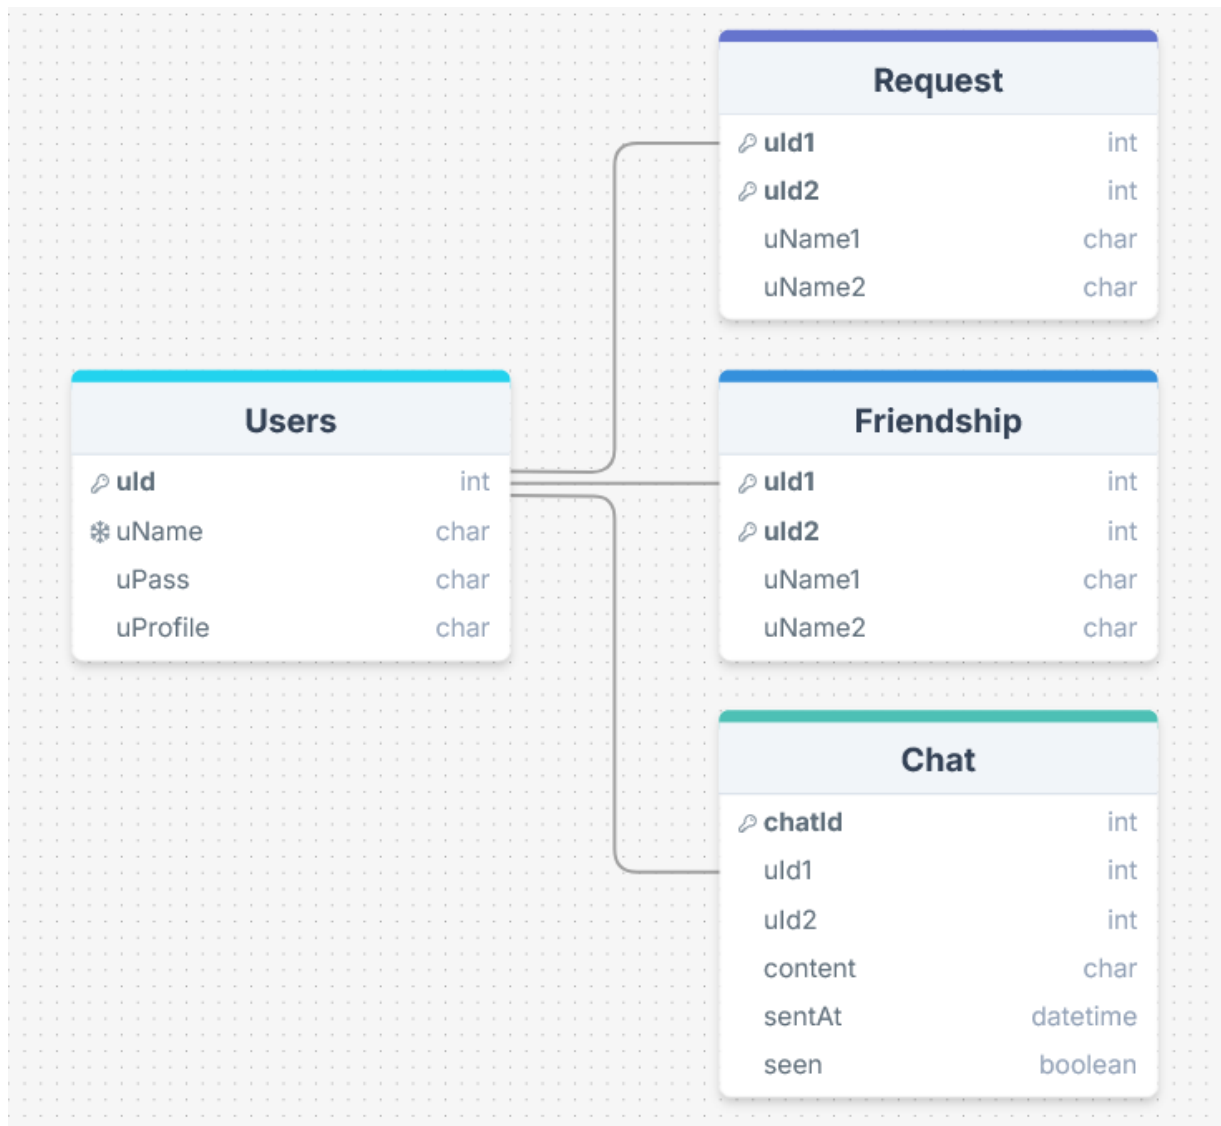 Request
uId1 int
uId2 int
uName1 char
uName2 char
Users
uId int
uName char
uPass char
uProfile char
Friendship
uId1 int
uId2 int
uName1 char
uName2 char
Chat
chatId int
uId1 int
uId2 int
content char
sentAt datetime
seen boolean